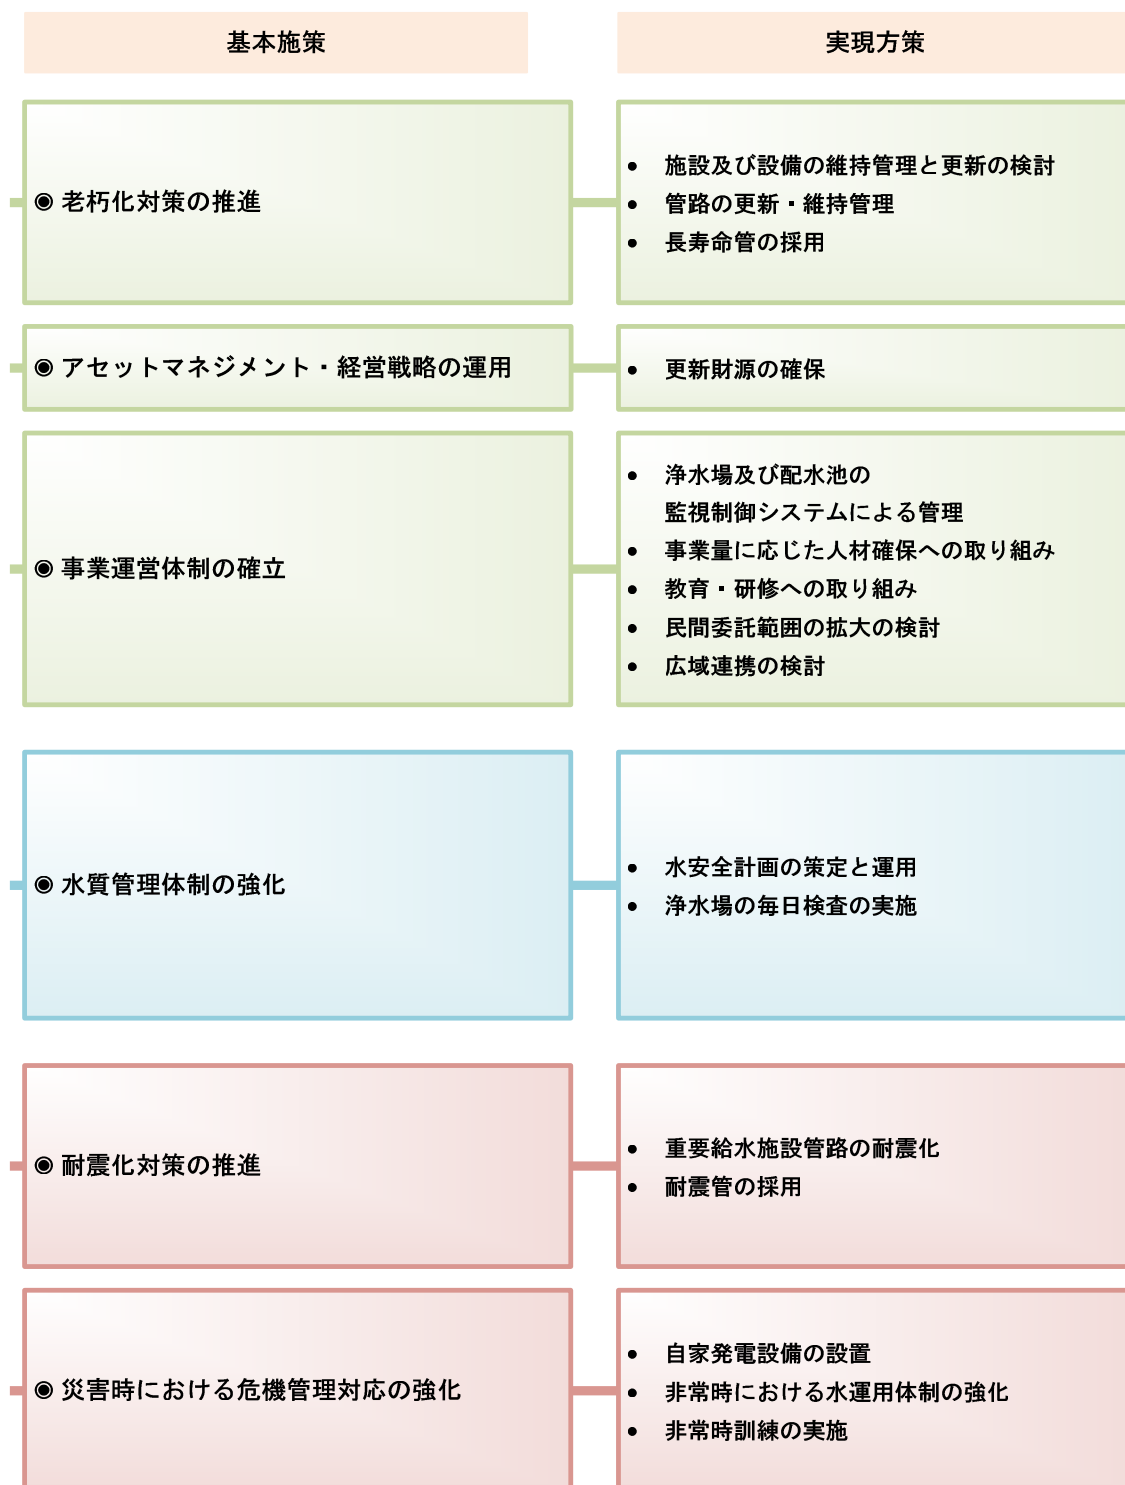 基本施策
実現方策
◉ 老朽化対策の推進
• 施設及び設備の維持管理と更新の検討
• 管路の更新・維持管理
• 長寿命管の採用
◉ アセットマネジメント・経営戦略の運用
• 更新財源の確保
◉ 事業運営体制の確立
• 浄水場及び配水池の
監視制御システムによる管理
• 事業量に応じた人材確保への取り組み
• 教育・研修への取り組み
• 民間委託範囲の拡大の検討
• 広域連携の検討
◉ 水質管理体制の強化
• 水安全計画の策定と運用
• 浄水場の毎日検査の実施
◉ 耐震化対策の推進
• 重要給水施設管路の耐震化
• 耐震管の採用
◉ 災害時における危機管理対応の強化
• 自家発電設備の設置
• 非常時における水運用体制の強化
• 非常時訓練の実施